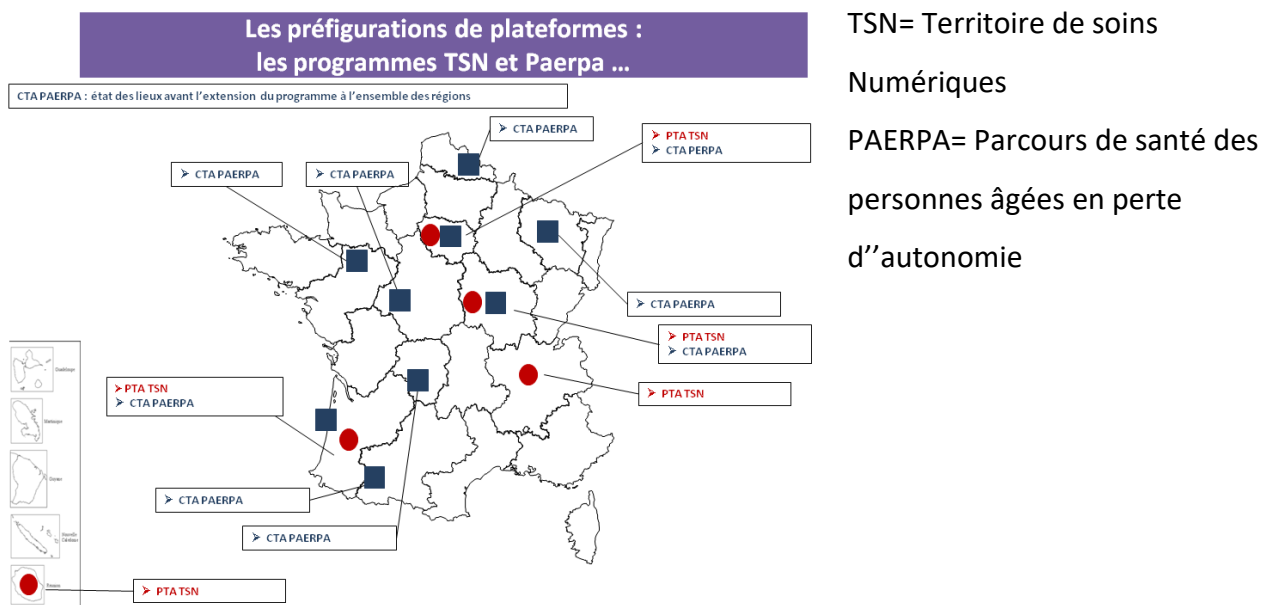 Les préfigurations de plateformes :
les programmes TSN et Paerpa ...
CTA PAERPA : état des lieux avant l'extension du programme à l'ensemble des régions
➢ CTA PAERPA
➢ PTA TSN
➢ CTA PERPA
➢ CTA PAERPA
➢ CTA PAERPA
➢ CTA PAERPA
➢ PTA TSN
➢ CTA PAERPA
➢ PTA TSN
➢ PTA TSN
➢ CTA PAERPA
➢ CTA PAERPA
➢ CTA PAERPA
➢ PTA TSN
Guadeloupe
Martinique
TSN= Territoire de soins
Numériques
PAERPA= Parcours de santé des
personnes âgées en perte
d’’autonomie